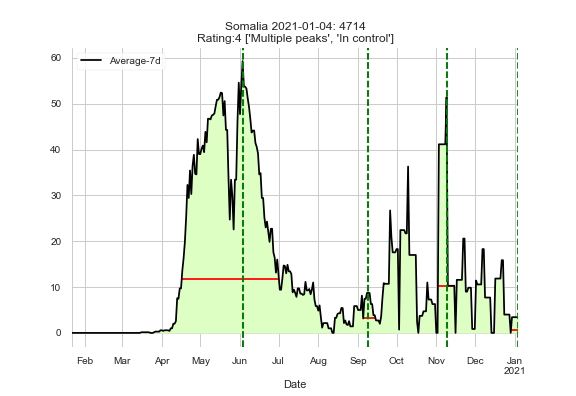 Somalia 2021-01-04: 4714
Rating:4 ['Multiple peaks', 'In control']
Average-7d
60
50
40
30
20
10
0
Feb Mar Apr May Jun Jul Aug Sep Oct Nov Dec Jan
2021
Date